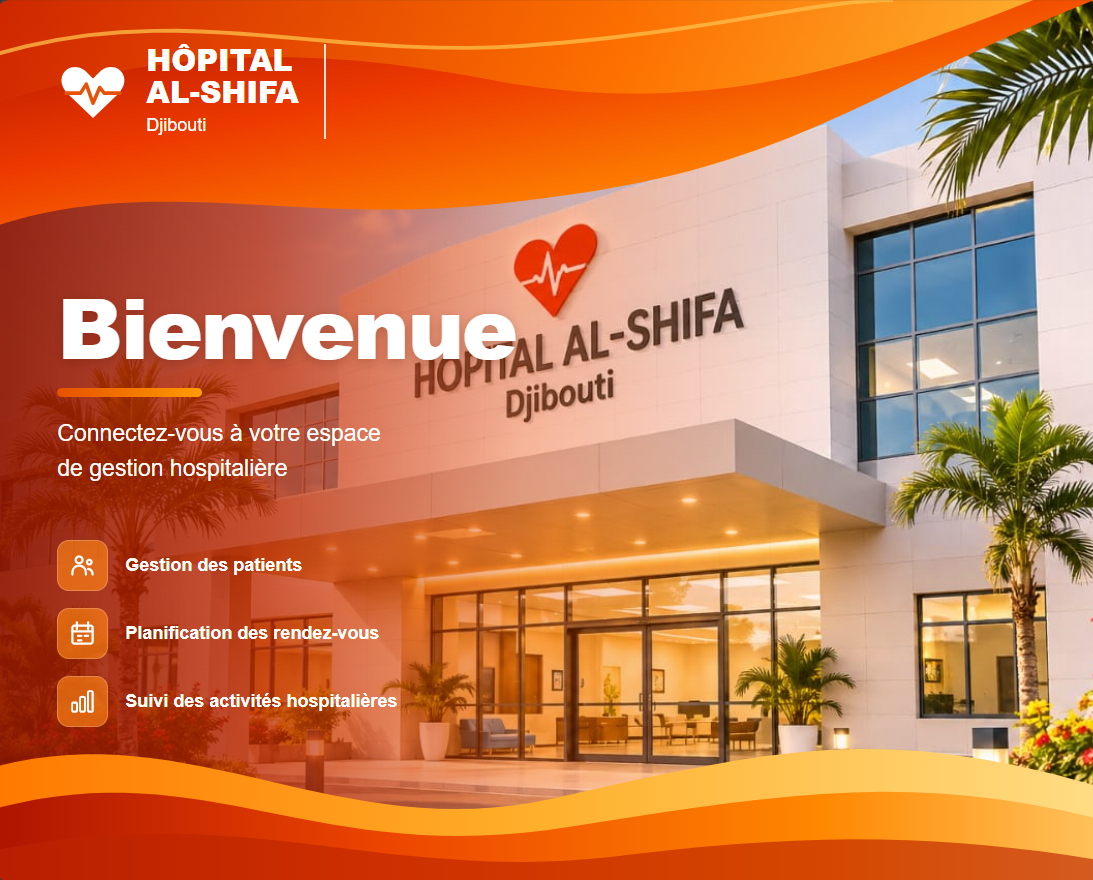 HÔPITAL
AL-SHIFA
Djibouti
Bienvenue
HÔPITAL AL-SHIFA
Djibouti
Connectez-vous à votre espace
de gestion hospitalière
Gestion des patients
Planification des rendez-vous
Suivi des activités hospitalières